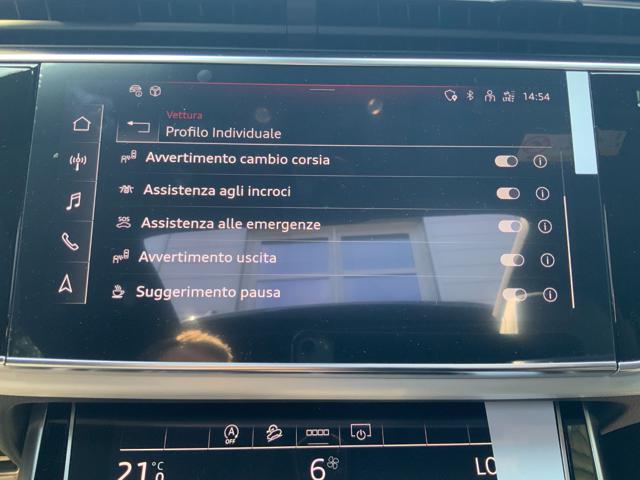 14:54
Vettura
Profilo Individuale
Avvertimento cambio corsia
Assistenza agli incroci
SOS Assistenza alle emergenze
Avvertimento uscita
Suggerimento pausa
A
OFF
21 °C
6
LO